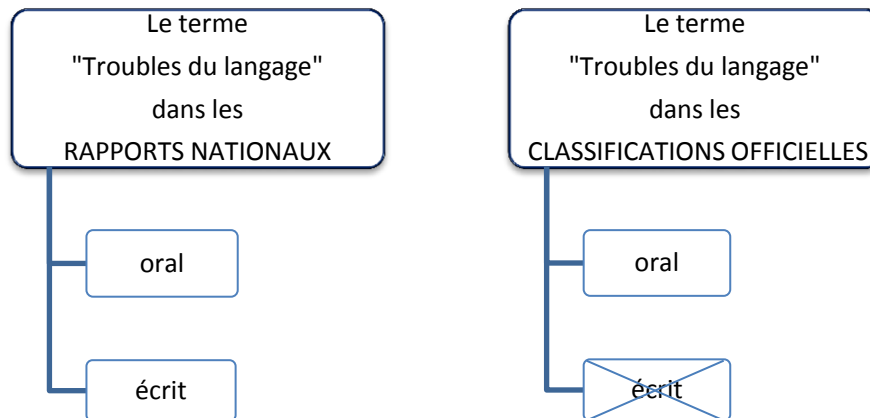 Le terme
"Troubles du langage"
dans les
RAPPORTS NATIONAUX
oral
écrit
Le terme
"Troubles du langage"
dans les
CLASSIFICATIONS OFFICIELLES
oral
écrit